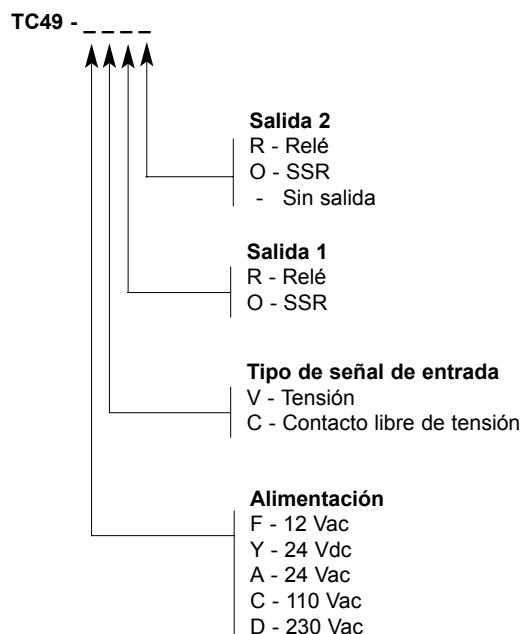 TC49 - _ _ _ _
Salida 2
R - Relé
O - SSR
- Sin salida
Salida 1
R - Relé
O - SSR
Tipo de señal de entrada
V - Tensión
C - Contacto libre de tensión
Alimentación
F - 12 Vac
Y - 24 Vdc
A - 24 Vac
C - 110 Vac
D - 230 Vac